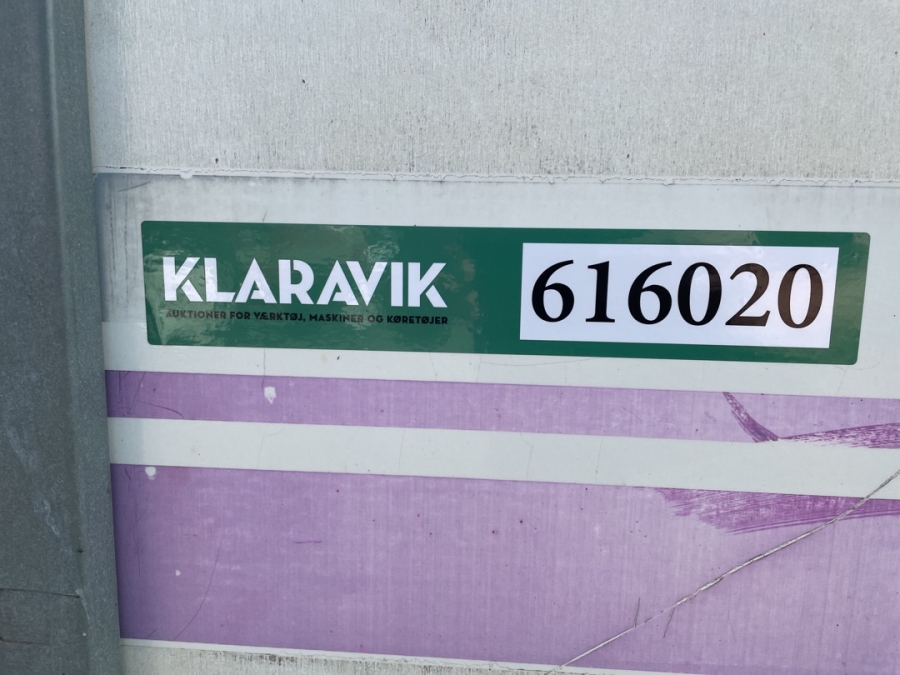 KLARAVIK
AUKTIONER FOR VÆRKTØJ, MASKINER OG KØRETØJER
616020